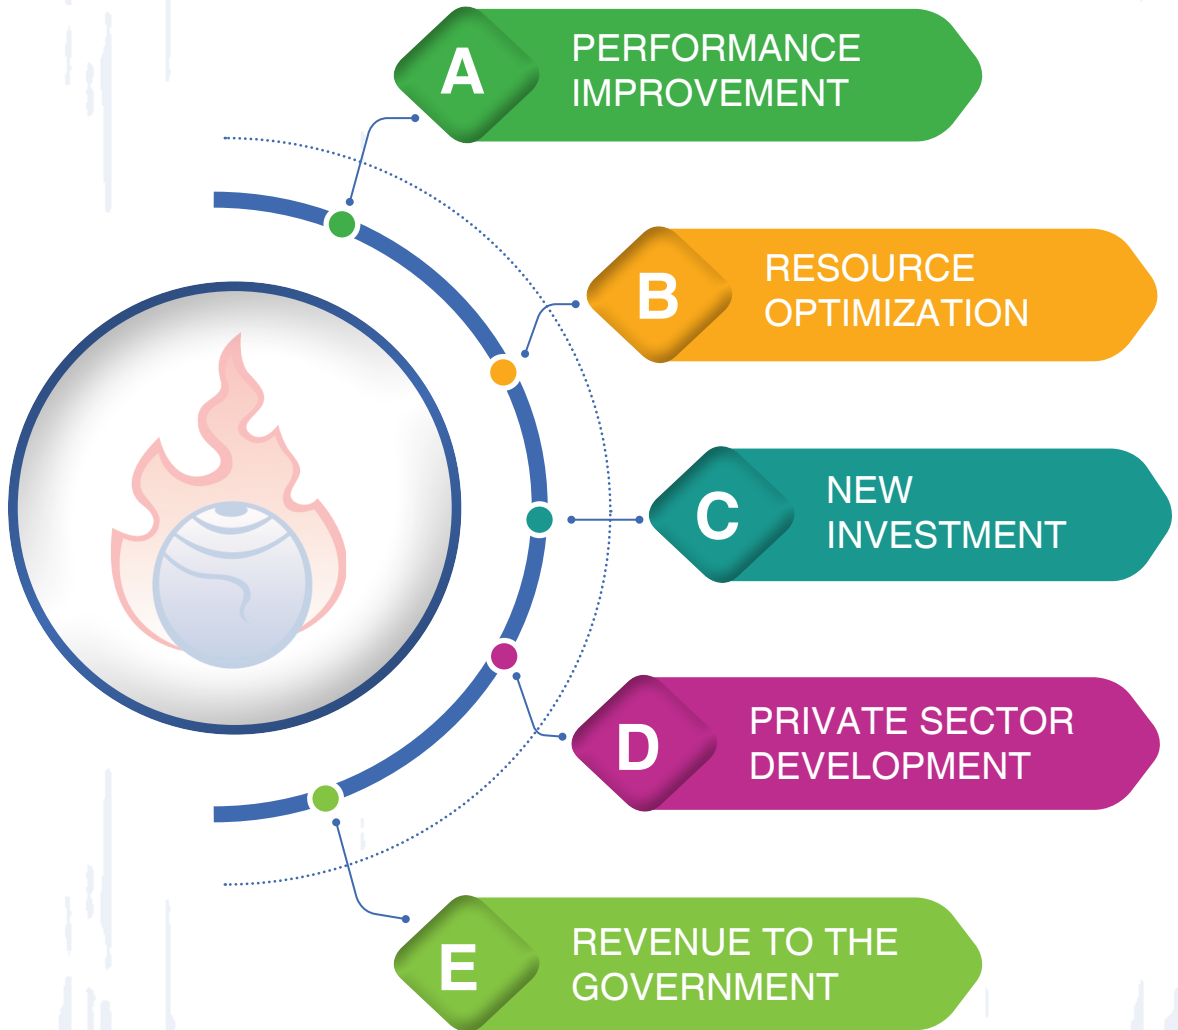 A
PERFORMANCE
IMPROVEMENT
B
RESOURCE
OPTIMIZATION
C
NEW
INVESTMENT
D
PRIVATE SECTOR
DEVELOPMENT
E
REVENUE TO THE
GOVERNMENT